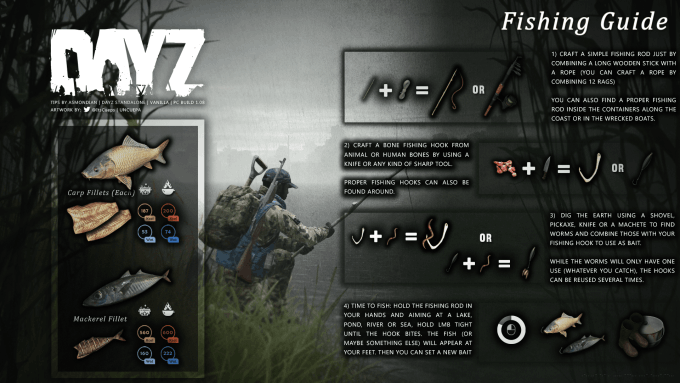 Fishing Guide
DAYZ
TIPS BY ASMONDIAN | DAYZ STANDALONE | VANILLA | PC BUILD 1.08
ARTWORK BY: | UNCUEPA
1) CRAFT A SIMPLE FISHING ROD JUST BY
COMBINING A LONG WOODEN STICK WITH
A ROPE (YOU CAN CRAFT A ROPE BY
COMBINING 12 RAGS)
YOU CAN ALSO FIND A PROPER FISHING
ROD INSIDE THE CONTAINERS ALONG THE
COAST OR IN THE WRECKED BOATS.
+ = OR
2) CRAFT A BONE FISHING HOOK FROM
ANIMAL OR HUMAN BONES BY USING A
KNIFE OR ANY KIND OF SHARP TOOL.
PROPER FISHING HOOKS CAN ALSO BE
FOUND AROUND.
+ = OR
+ = OR
+ =
3) DIG THE EARTH USING A SHOVEL,
PICKAXE, KNIFE OR A MACHETE TO FIND
WORMS AND COMBINE THOSE WITH YOUR
FISHING HOOK TO USE AS BAIT.
WHILE THE WORMS WILL ONLY HAVE ONE
USE (WHATEVER YOU CATCH), THE HOOKS
CAN BE REUSED SEVERAL TIMES.
4) TIME TO FISH: HOLD THE FISHING ROD IN
YOUR HANDS AND AIMING AT A LAKE,
POND, RIVER OR SEA, HOLD LMB TIGHT
UNTIL THE HOOK BITES. THE FISH (OR
MAYBE SOMETHING ELSE) WILL APPEAR AT
YOUR FEET. THEN YOU CAN SET A NEW BAIT
Carp Fillets (Each)
Mackerel Fillet